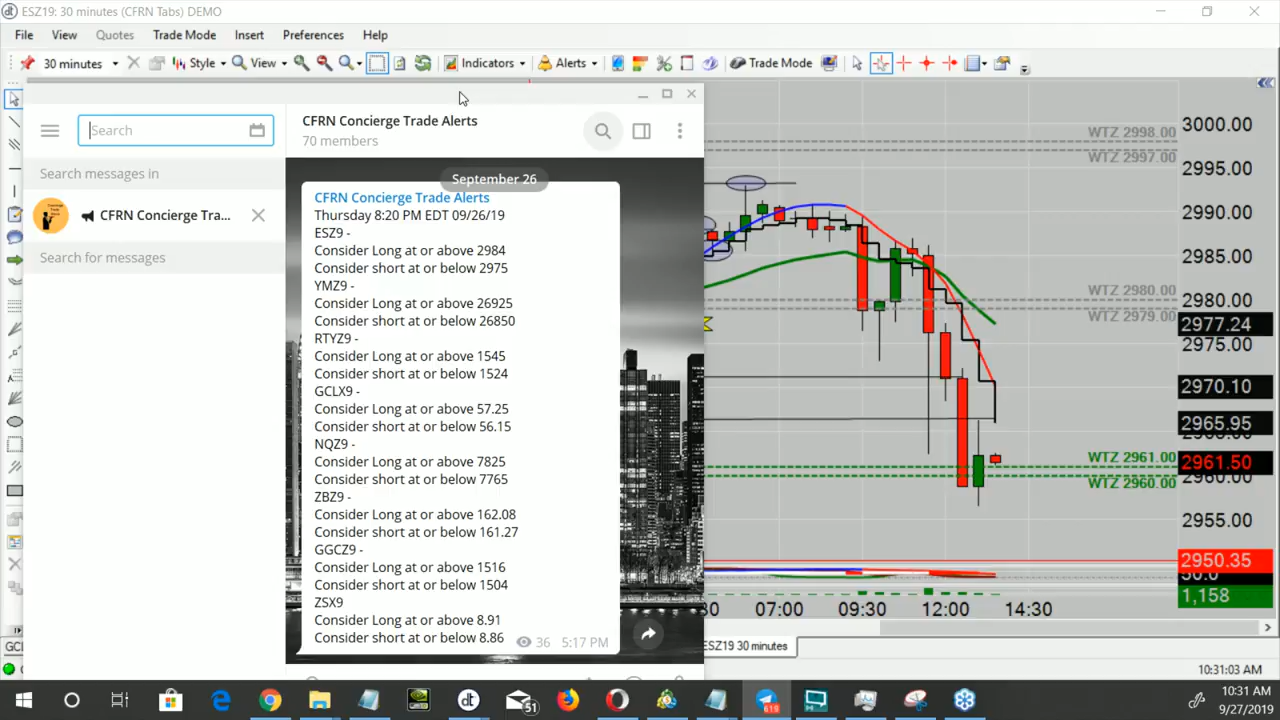 ESZ19: 30 minutes (CFRN Tabs) DEMO
File View Quotes Trade Mode Insert Preferences Help
30 minutes Style View Indicators Alerts Trade Mode
Search
CFRN Concierge Trade Alerts
70 members
Search messages in
CFRN Concierge Tra...
Search for messages
September 26
CFRN Concierge Trade Alerts
Thursday 8:20 PM EDT 09/26/19
ESZ9 -
Consider Long at or above 2984
Consider short at or below 2975
YMZ9 -
Consider Long at or above 26925
Consider short at or below 26850
RTYZ9 -
Consider Long at or above 1545
Consider short at or below 1524
GCLX9 -
Consider Long at or above 57.25
Consider short at or below 56.15
NQZ9 -
Consider Long at or above 7825
Consider short at or below 7765
ZBZ9 -
Consider Long at or above 162.08
Consider short at or below 161.27
GGCZ9 -
Consider Long at or above 1516
Consider short at or below 1504
ZSX9
Consider Long at or above 8.91
Consider short at or below 8.86
36 5:17 PM
WTZ 2998.00
WTZ 2997.00
WTZ 2980.00
WTZ 2979.00
WTZ 2961.00
WTZ 2960.00
3000.00
2995.00
2990.00
2985.00
2980.00
2977.24
2975.00
2970.10
2965.95
2961.50
2960.00
2955.00
2950.35
50.0
1,158
07:00 09:30 12:00 14:30
ESZ19 30 minutes
GCL
10:31:03 AM
51
619
10:31 AM
9/27/2019